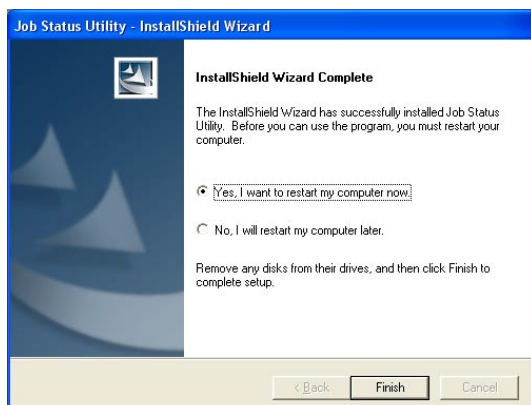 Job Status Utility - InstallShield Wizard
InstallShield Wizard Complete
The InstallShield Wizard has successfully installed Job Status
Utility. Before you can use the program, you must restart your
computer.
Yes, I want to restart my computer now.
No, I will restart my computer later.
Remove any disks from their drives, and then click Finish to
complete setup.
< Back Finish Cancel